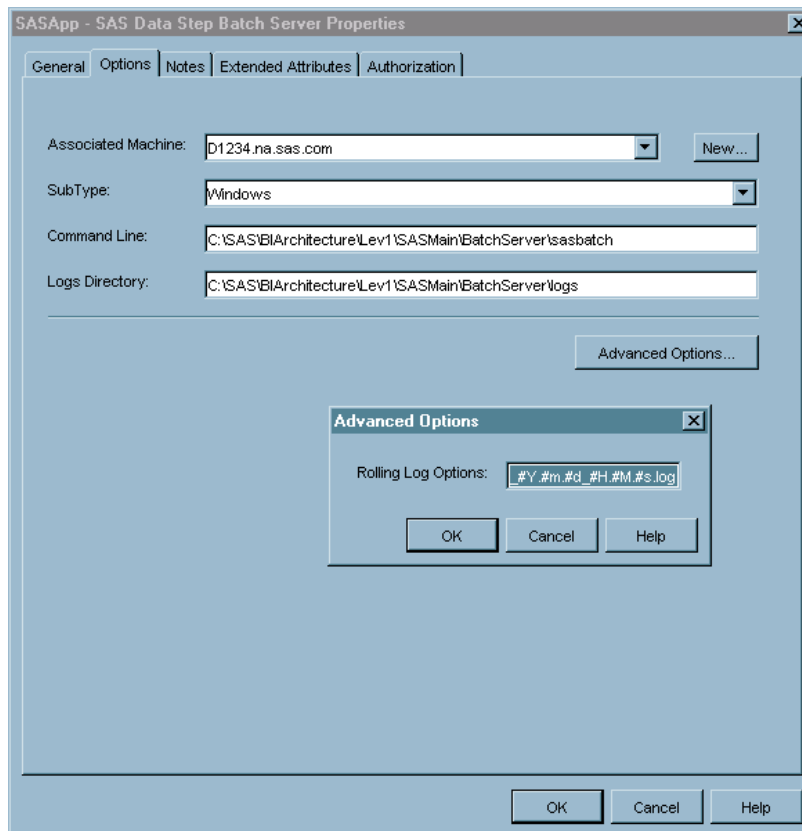 SASApp - SAS Data Step Batch Server Properties
General Options Notes Extended Attributes Authorization
Associated Machine: D1234.na.sas.com New...
SubType: Windows
Command Line: C:\SAS\BIArchitecture\Lev1\SASMain\BatchServer\sasbatch
Logs Directory: C:\SAS\BIArchitecture\Lev1\SASMain\BatchServer\logs
Advanced Options...
Advanced Options
Rolling Log Options: _#Y.#m.#d_#H.#M.#s.log
OK Cancel Help
OK Cancel Help